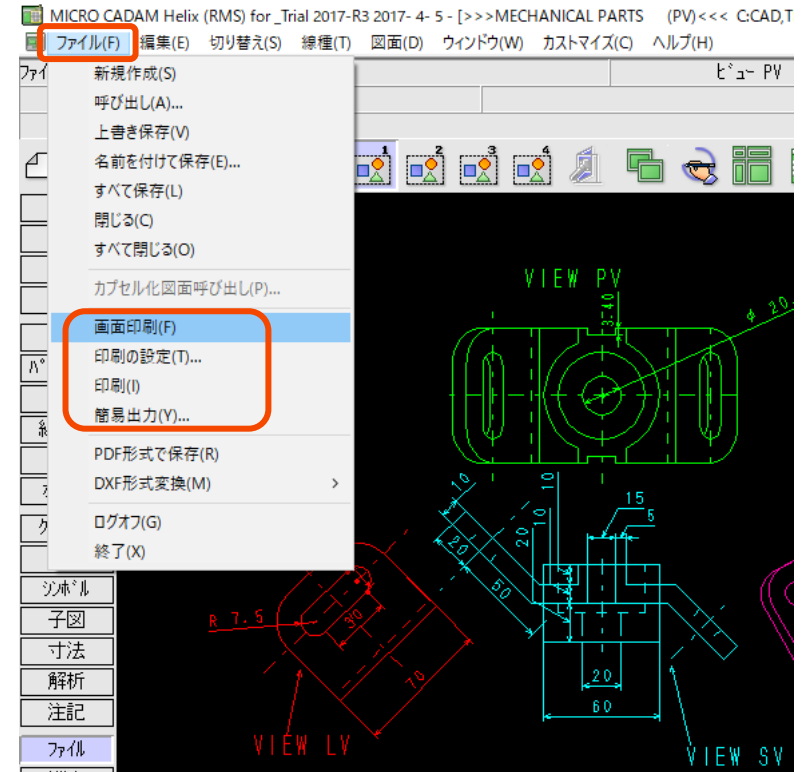 MICRO CADAM Helix (RMS) for _Trial 2017-R3 2017- 4- 5 - [>>>MECHANICAL PARTS (PV)<<< C:CAD,T
ファイル(F) 編集(E) 切り替え(S) 線種(T) 図面(D) ウィンドウ(W) カスタマイズ(C) ヘルプ(H)
ビュー PV
新規作成(S)
呼び出し(A)...
上書き保存(V)
名前を付けて保存(E)...
すべて保存(L)
閉じる(C)
すべて閉じる(O)
カプセル化図面呼び出し(P)...
画面印刷(F)
印刷の設定(T)...
印刷(I)
簡易出力(Y)...
PDF形式で保存(R)
DXF形式変換(M) >
ログオフ(G)
終了(X)
1 2 3 4
シンボル
子図
寸法
解析
注記
ファイル
VIEW PV
3-40
φ 20
10
10
15
5
20
10
20
50
20
60
R 7.5
30
70
VIEW LV
VIEW SV